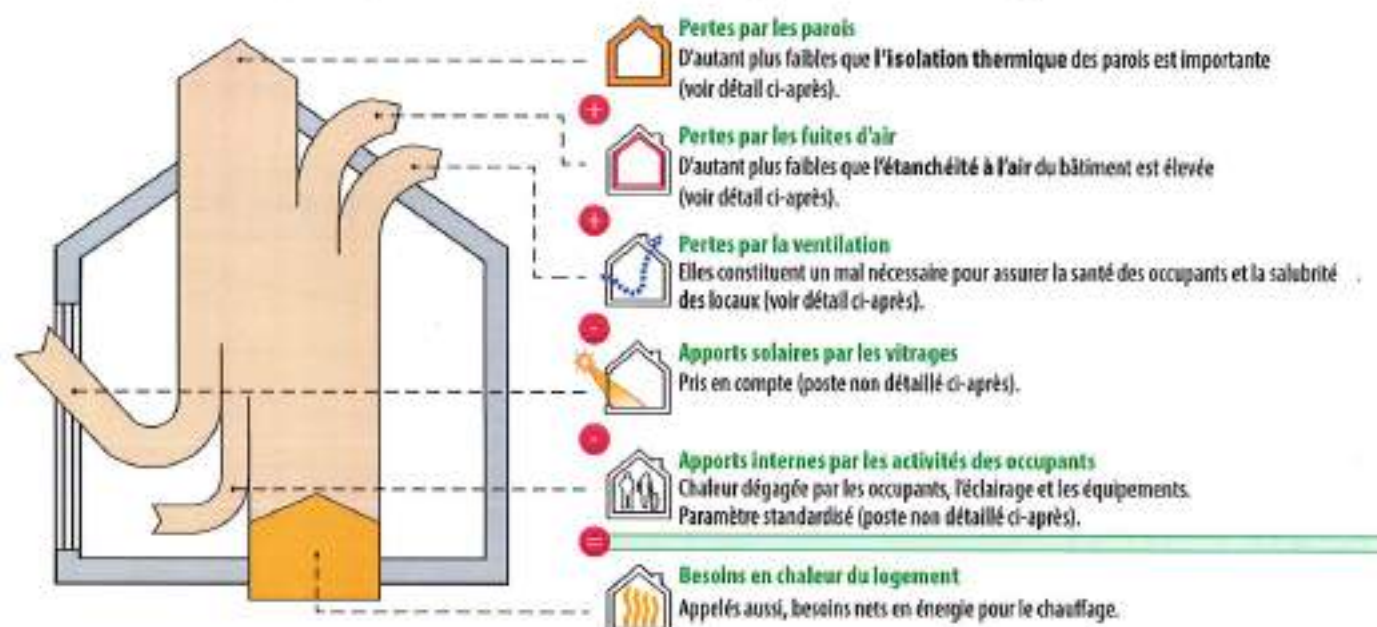 Pertes par les parois
D'autant plus faibles que l'isolation thermique des parois est importante
(voir détail ci-après).
+
Pertes par les fuites d'air
D'autant plus faibles que l'étanchéité à l'air du bâtiment est élevée
(voir détail ci-après).
+
Pertes par la ventilation
Elles constituent un mal nécessaire pour assurer la santé des occupants et la salubrité
des locaux (voir détail ci-après).
-
Apports solaires par les vitrages
Pris en compte (poste non détaillé ci-après).
-
Apports internes par les activités des occupants
Chaleur dégagée par les occupants, l'éclairage et les équipements.
Paramètre standardisé (poste non détaillé ci-après).
=
Besoins en chaleur du logement
Appelés aussi, besoins nets en énergie pour le chauffage.